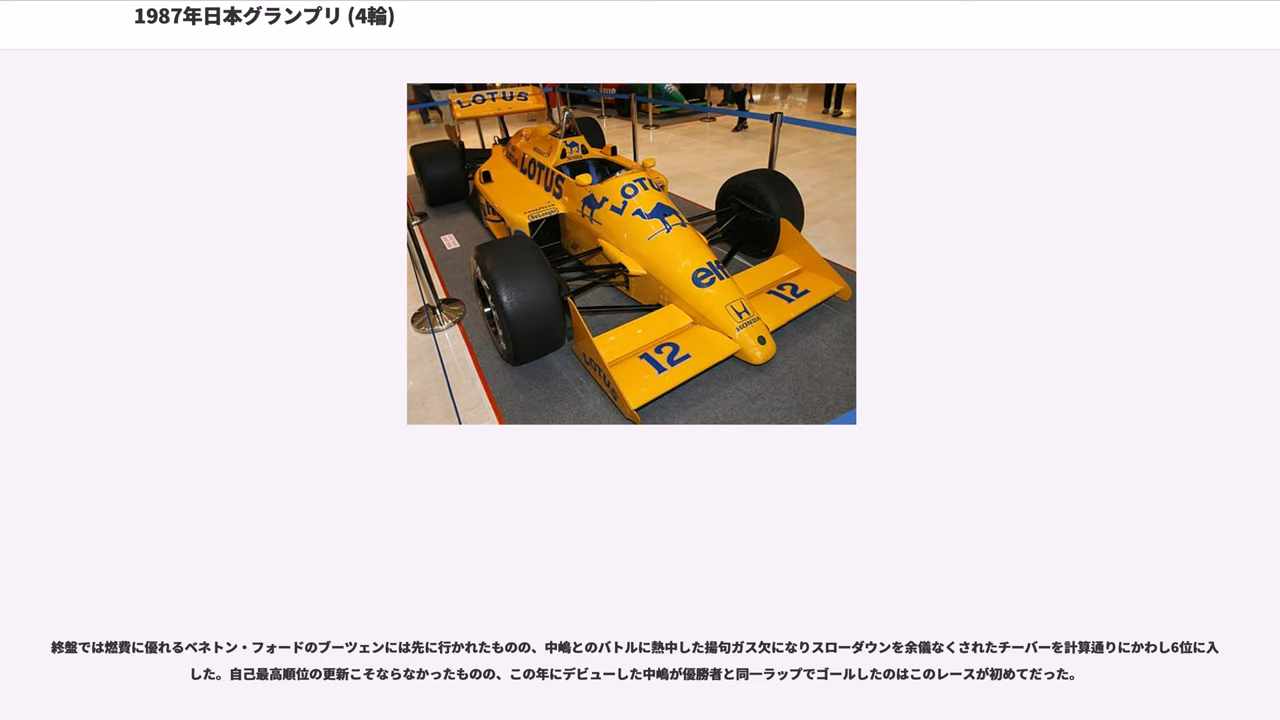 1987年日本グランプリ (4輪)
LOTUS
LOTUS
LOTUS
DeLonghi
elf
12
HONDA
12
LOTUS
終盤では燃費に優れるベネトン・フォードのブーツェンには先に行かれたものの、中嶋とのバトルに熱中した揚句ガス欠になりスローダウンを余儀なくされたチーバーを計算通りにかわし6位に入
した。自己最高順位の更新こそならなかったものの、この年にデビューした中嶋が優勝者と同一ラップでゴールしたのはこのレースが初めてだった。